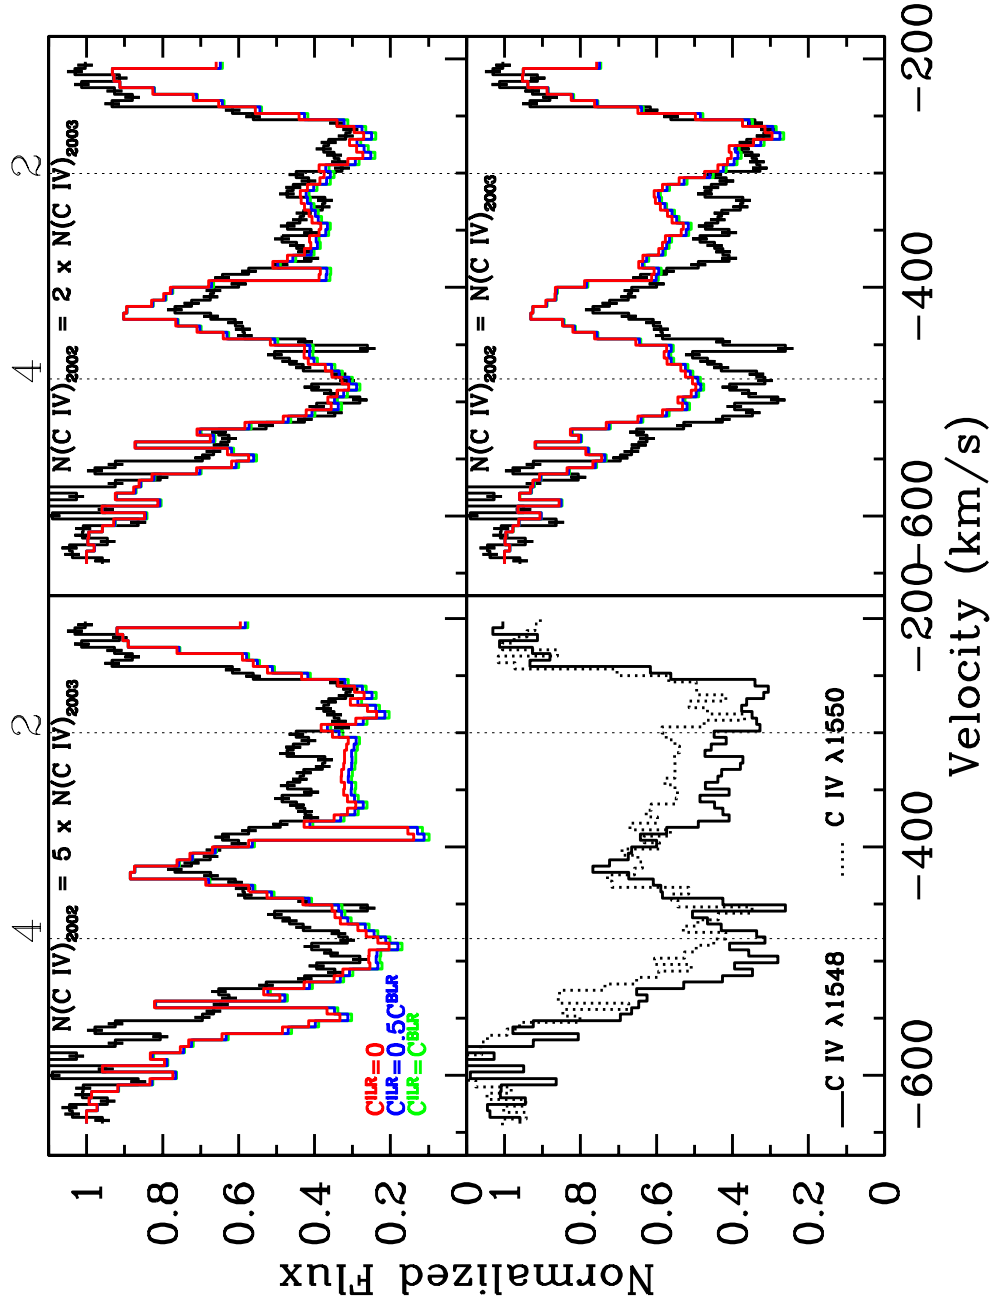 4 2 4 2
N(C IV)2002 = 5 x N(C IV)2003
N(C IV)2002 = 2 x N(C IV)2003
CILR=0
CILR=0.5CBLR
CILR=CBLR
N(C IV)2002 = N(C IV)2003
C IV λ1548
C IV λ1550
1
0.8
0.6
0.4
0.2
0
1
0.8
0.6
0.4
0.2
0
Normalized Flux
−600 −400 −200 −600 −400 −200
Velocity (km/s)